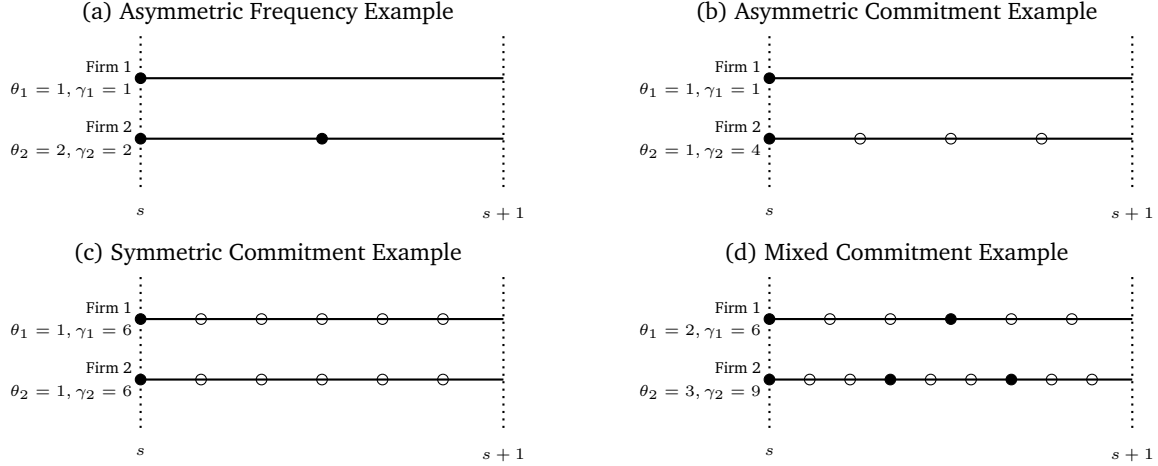 (a) Asymmetric Frequency Example
Firm 1
θ₁ = 1, γ₁ = 1
Firm 2
θ₂ = 2, γ₂ = 2
s
s + 1
(b) Asymmetric Commitment Example
Firm 1
θ₁ = 1, γ₁ = 1
Firm 2
θ₂ = 1, γ₂ = 4
s
s + 1
(c) Symmetric Commitment Example
Firm 1
θ₁ = 1, γ₁ = 6
Firm 2
θ₂ = 1, γ₂ = 6
s
s + 1
(d) Mixed Commitment Example
Firm 1
θ₁ = 2, γ₁ = 6
Firm 2
θ₂ = 3, γ₂ = 9
s
s + 1